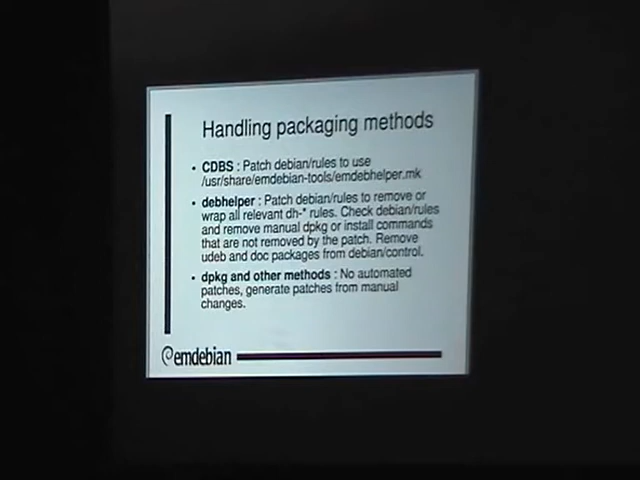 Handling packaging methods
• CDBS : Patch debian/rules to use
/usr/share/emdebian-tools/emdebhelper.mk
• debhelper : Patch debian/rules to remove or
wrap all relevant dh-* rules. Check debian/rules
and remove manual dpkg or install commands
that are not removed by the patch. Remove
udeb and doc packages from debian/control.
• dpkg and other methods : No automated
patches, generate patches from manual
changes.
emdebian